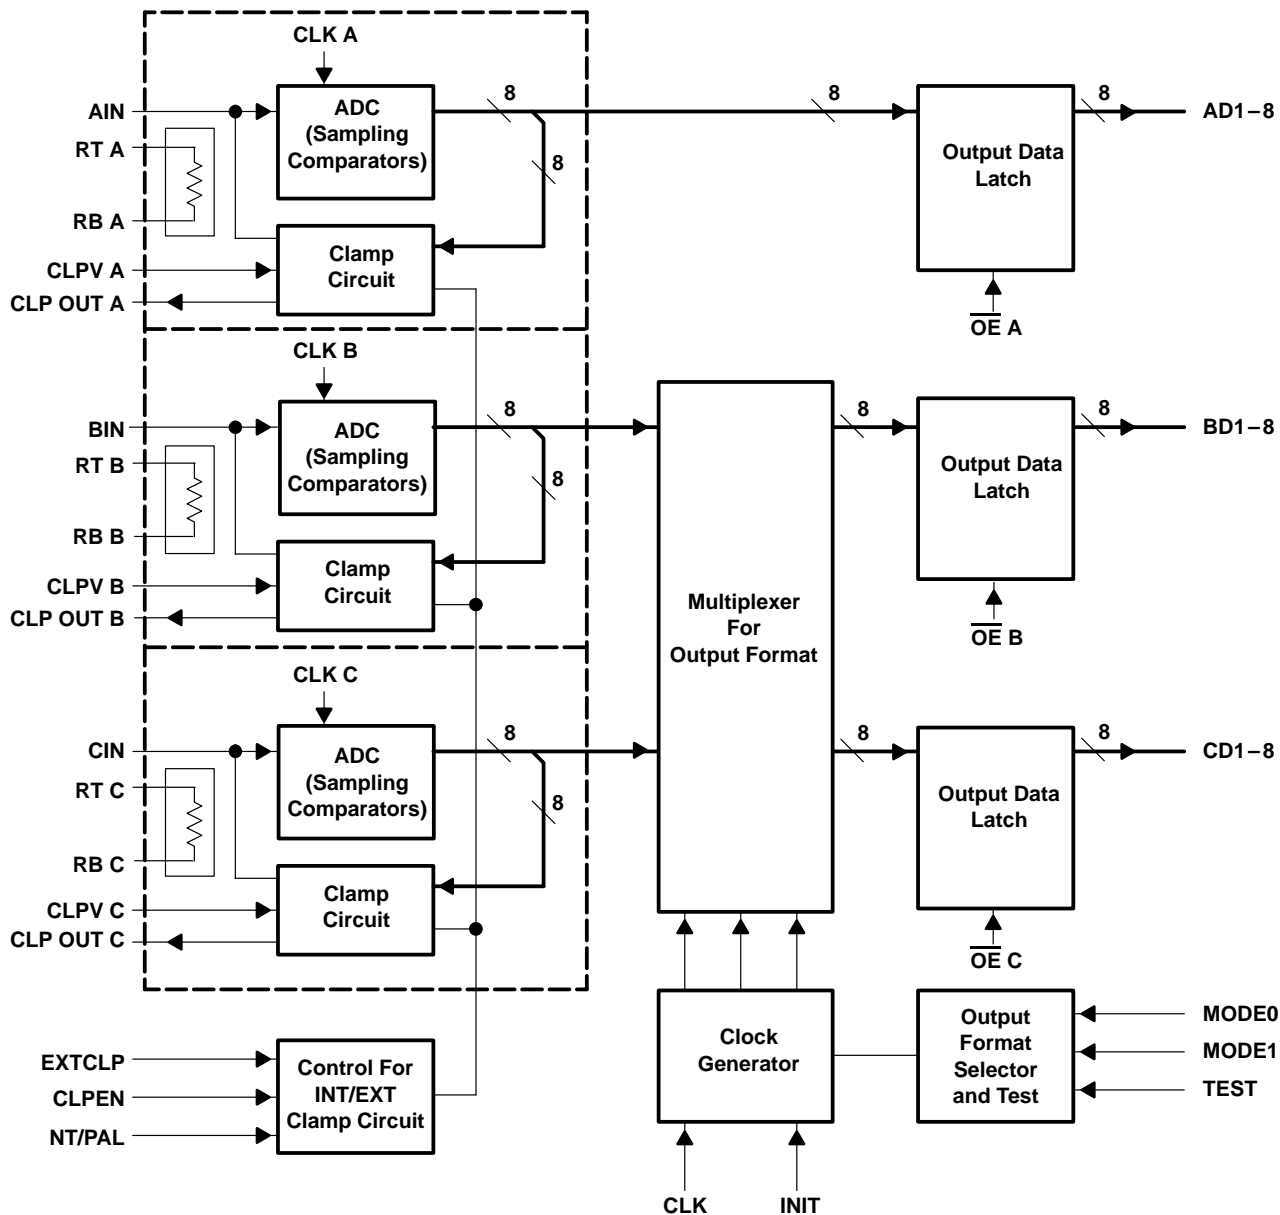 CLK A
AIN
ADC
(Sampling
Comparators)
8
8
8
8
AD1–8
Output Data
Latch
RT A
RB A
Clamp
Circuit
CLPV A
CLP OUT A
OE A
CLK B
BIN
ADC
(Sampling
Comparators)
8
8
8
8
BD1–8
Output Data
Latch
RT B
RB B
Clamp
Circuit
CLPV B
CLP OUT B
OE B
Multiplexer
For
Output Format
CLK C
CIN
ADC
(Sampling
Comparators)
8
8
8
8
CD1–8
Output Data
Latch
RT C
RB C
Clamp
Circuit
CLPV C
CLP OUT C
OE C
EXTCLP
CLPEN
NT/PAL
Control For
INT/EXT
Clamp Circuit
Clock
Generator
Output
Format
Selector
and Test
MODE0
MODE1
TEST
CLK
INIT